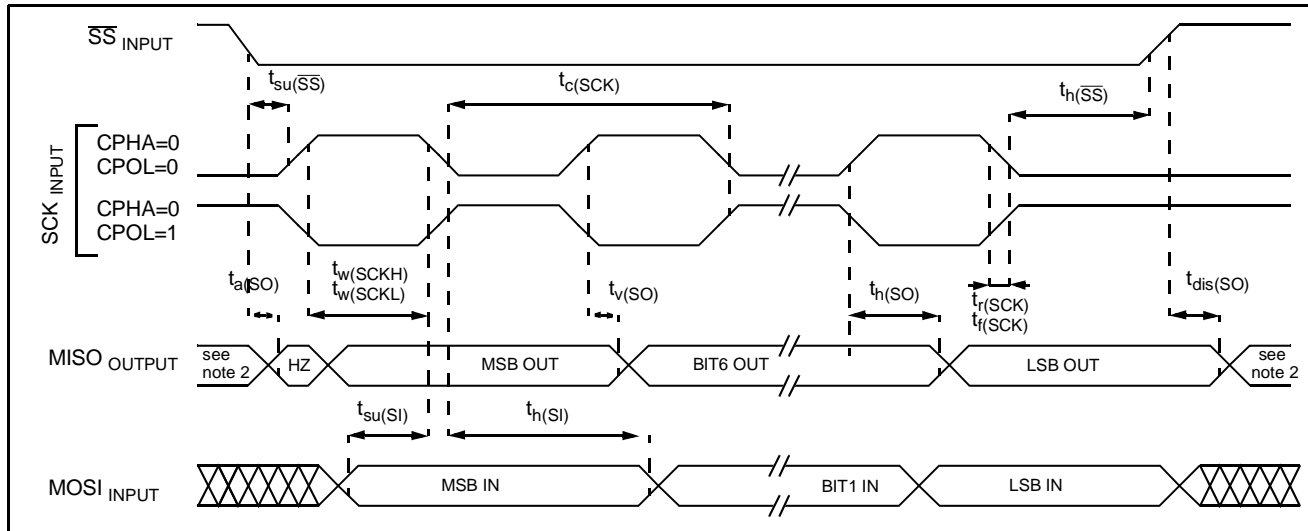 SS INPUT
tsu(SS)
tc(SCK)
th(SS)
SCK INPUT
CPHA=0
CPOL=0
CPHA=0
CPOL=1
ta(SO)
tw(SCKH)
tw(SCKL)
tv(SO)
th(SO)
tr(SCK)
tf(SCK)
tdis(SO)
MISO OUTPUT
see
note 2
HZ
MSB OUT
BIT6 OUT
LSB OUT
see
note 2
tsu(SI)
th(SI)
MOSI INPUT
MSB IN
BIT1 IN
LSB IN